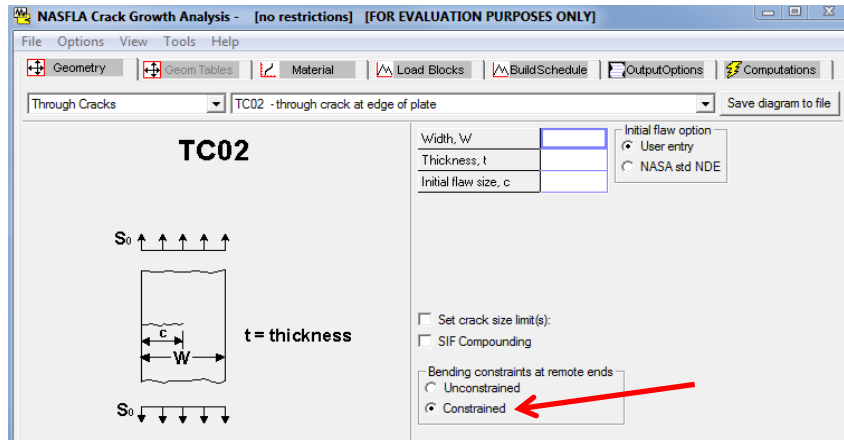 NASFLA Crack Growth Analysis - [no restrictions] [FOR EVALUATION PURPOSES ONLY]
File Options View Tools Help
Geometry Geom Tables Material Load Blocks BuildSchedule OutputOptions Computations
Through Cracks TC02 - through crack at edge of plate Save diagram to file
TC02
Width, W
Thickness, t
Initial flaw size, c
Initial flaw option
User entry
NASA std NDE
S0
c
W
t = thickness
S0
Set crack size limit(s):
SIF Compounding
Bending constraints at remote ends
Unconstrained
Constrained